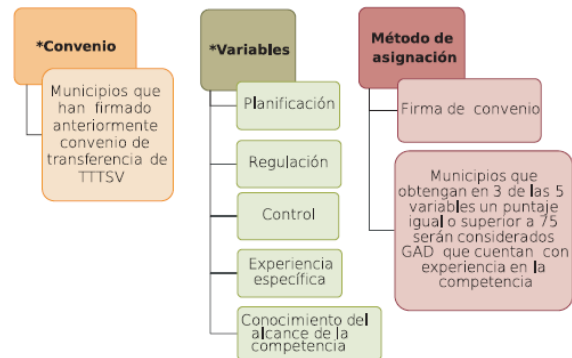 *Convenio
Municipios que
han firmado
anteriormente
convenio de
transferencia de
TTTSV
*Variables
Planificación
Regulación
Control
Experiencia
específica
Conocimiento del
alcance de la
competencia
Método de
asignación
Firma de convenio
Municipios que
obtengan en 3 de las 5
variables un puntaje
igual o superior a 75
serán considerados
GAD que cuentan con
experiencia en la
competencia